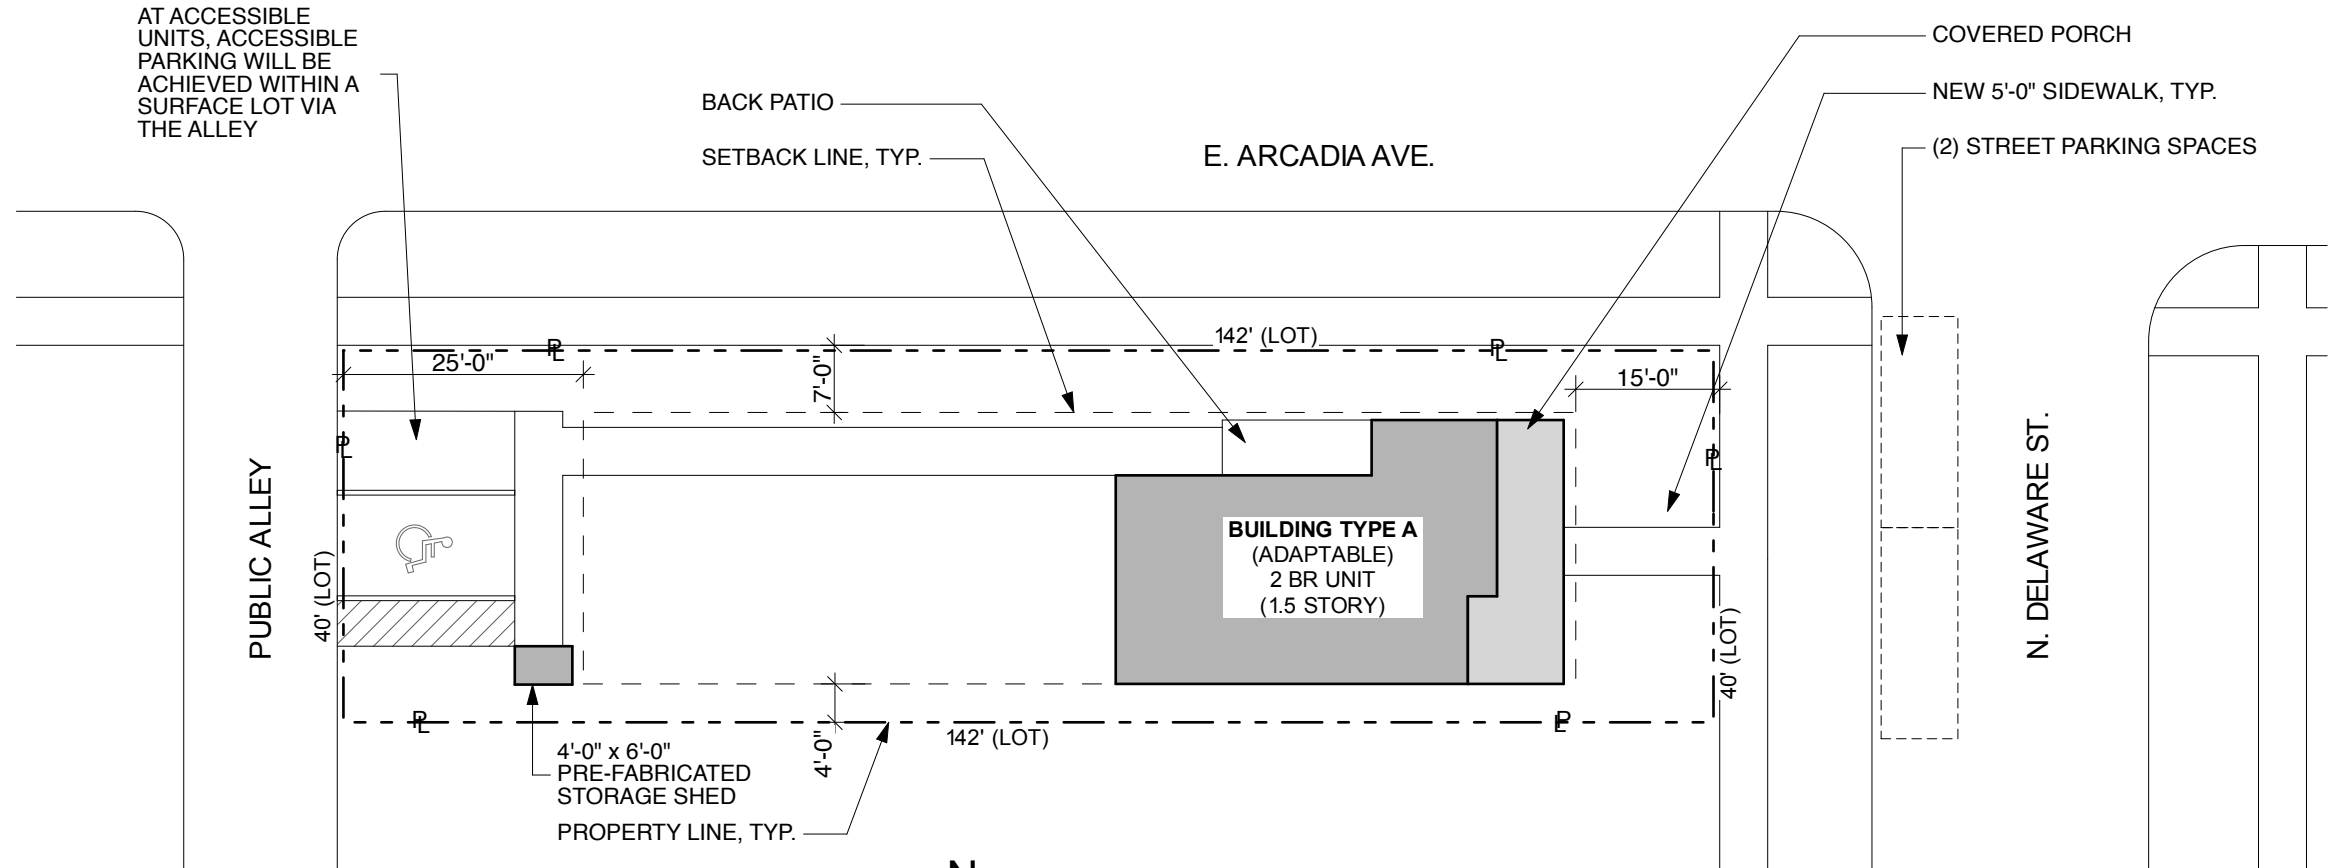 AT ACCESSIBLE
UNITS, ACCESSIBLE
PARKING WILL BE
ACHIEVED WITHIN A
SURFACE LOT VIA
THE ALLEY
BACK PATIO
SETBACK LINE, TYP.
E. ARCADIA AVE.
COVERED PORCH
NEW 5'-0" SIDEWALK, TYP.
(2) STREET PARKING SPACES
142' (LOT)
PL
PL
25'-0"
7'-0"
15'-0"
PL
PL
PUBLIC ALLEY
40' (LOT)
BUILDING TYPE A
(ADAPTABLE)
2 BR UNIT
(1.5 STORY)
N. DELAWARE ST.
40' (LOT)
PL
PL
4'-0"
142' (LOT)
4'-0" x 6'-0"
PRE-FABRICATED
STORAGE SHED
PROPERTY LINE, TYP.